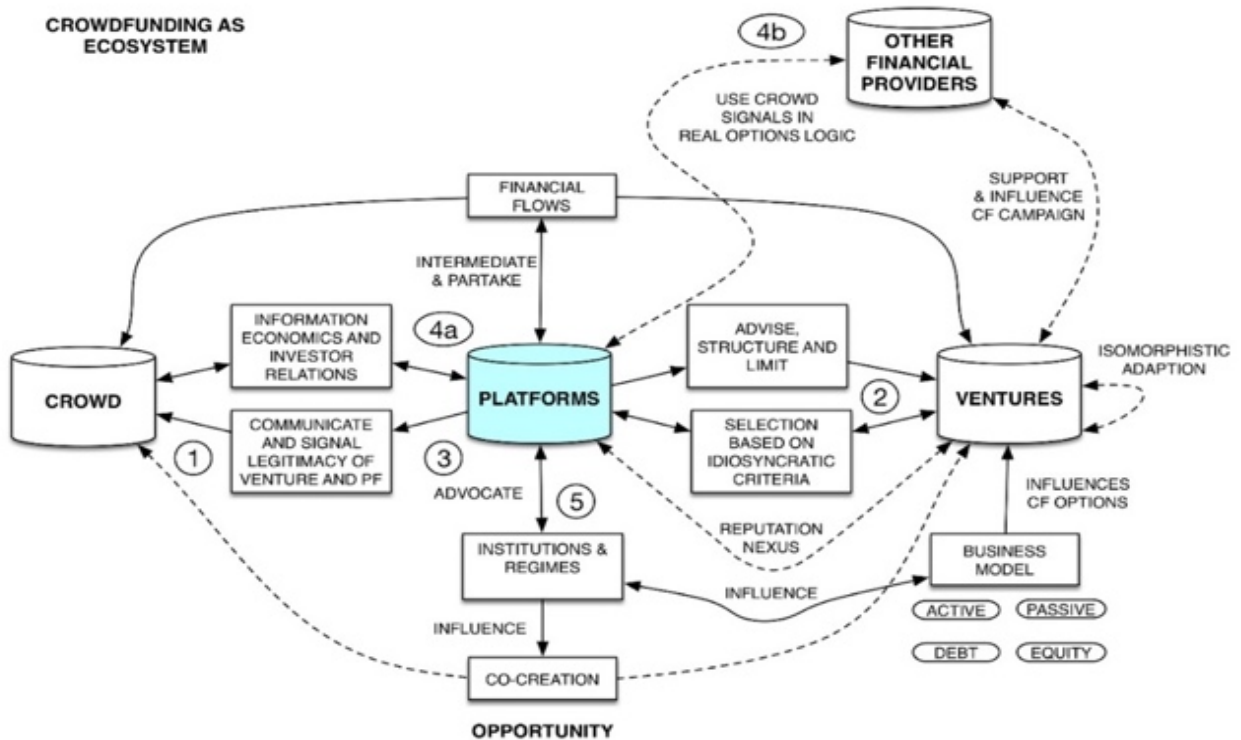 CROWDFUNDING AS
ECOSYSTEM
4b
OTHER
FINANCIAL
PROVIDERS
USE CROWD
SIGNALS IN
REAL OPTIONS LOGIC
FINANCIAL
FLOWS
SUPPORT
& INFLUENCE
CF CAMPAIGN
INTERMEDIATE
& PARTAKE
INFORMATION
ECONOMICS AND
INVESTOR
RELATIONS
4a
ADVISE,
STRUCTURE AND
LIMIT
ISOMORPHISTIC
ADAPTION
CROWD
PLATFORMS
VENTURES
2
COMMUNICATE
AND SIGNAL
LEGITIMACY OF
VENTURE AND PF
SELECTION
BASED ON
IDIOSYNCRATIC
CRITERIA
1
3
ADVOCATE
5
INFLUENCES
CF OPTIONS
REPUTATION
NEXUS
INSTITUTIONS &
REGIMES
BUSINESS
MODEL
INFLUENCE
ACTIVE
PASSIVE
INFLUENCE
DEBT
EQUITY
CO-CREATION
OPPORTUNITY